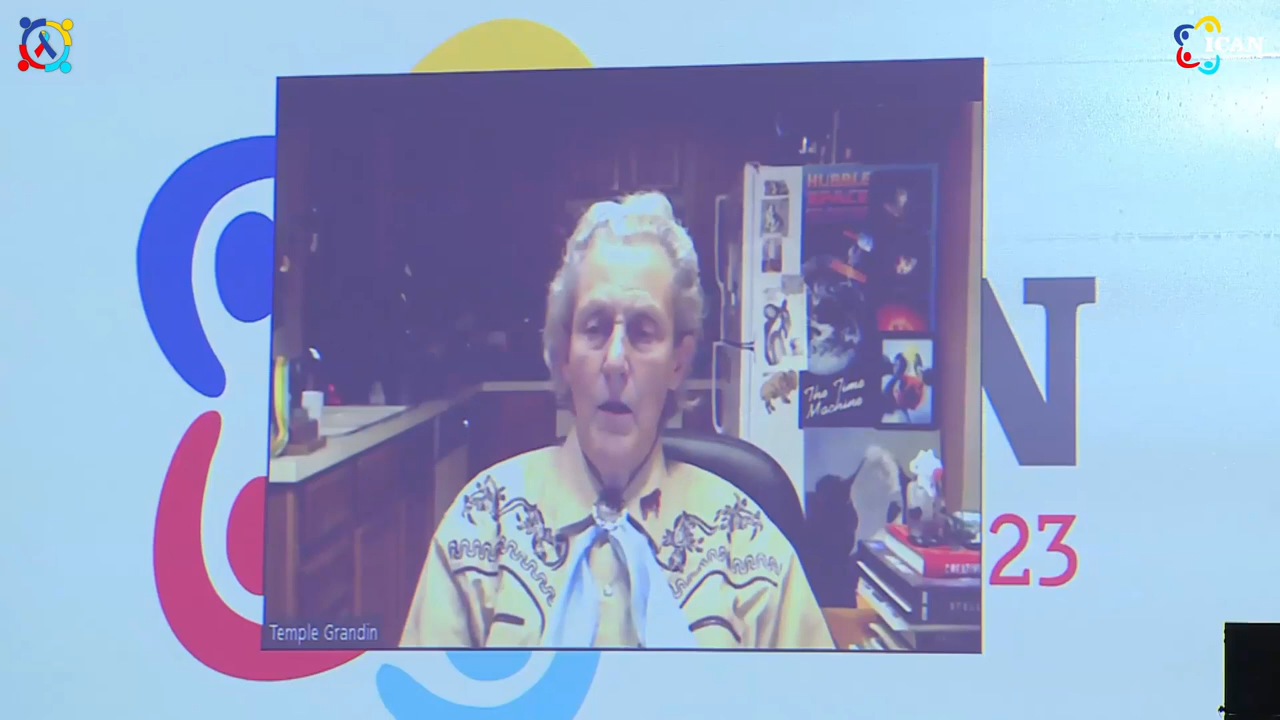 ICAN
HUBBLE
SPACE
The Time
Machine
N
23
Temple Grandin